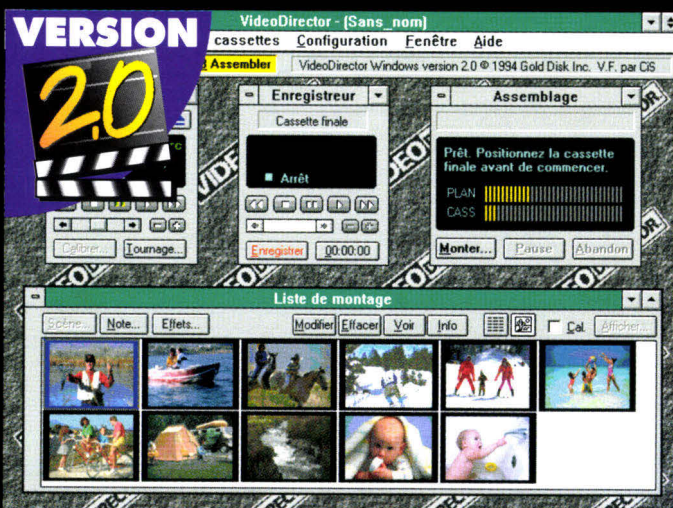 VERSION
2.0
VideoDirector - (Sans_nom)
cassettes Configuration Fenêtre Aide
Assembler
VideoDirector Windows version 2.0 © 1994 Gold Disk Inc. V.F. par CiS
Enregistreur
Cassette finale
Arrêt
Enregistrer 00:00:00
Calibrer... Tournage...
Assemblage
Prêt. Positionnez la cassette
finale avant de commencer.
PLAN
CASS
Monter... Pause Abandon
Liste de montage
Scène... Note... Effets... Modifier Effacer Voir Info Cal. Afficher...